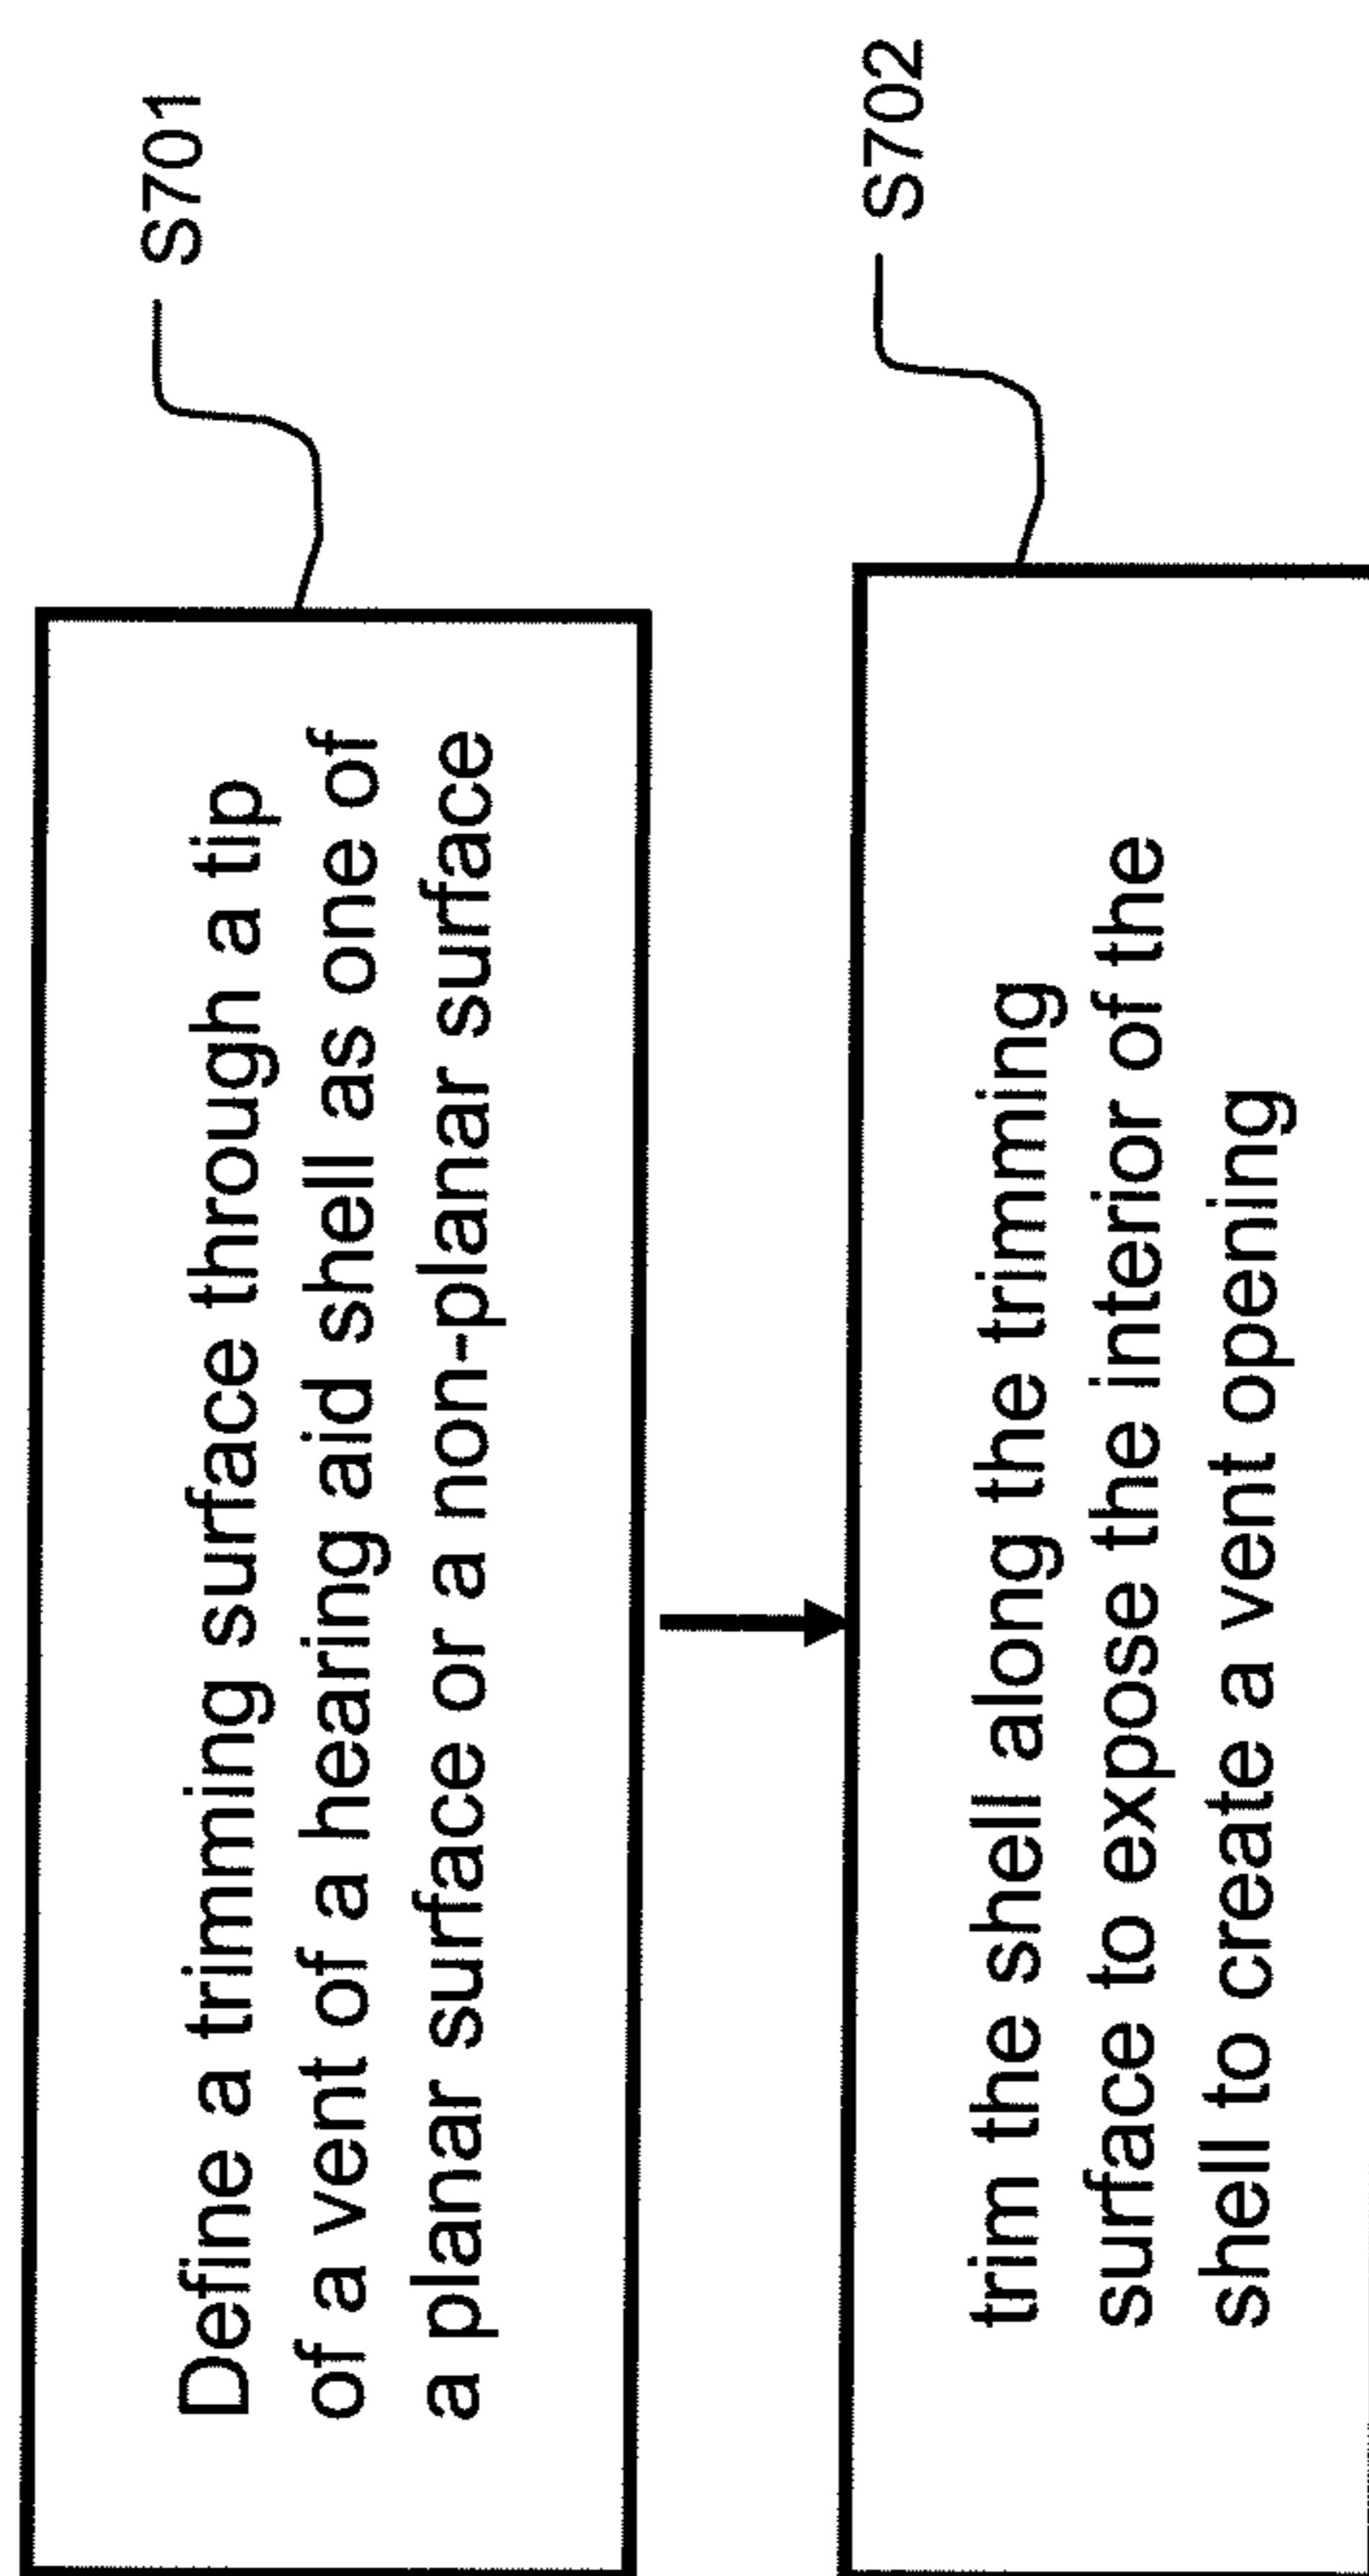 Define a trimming surface through a tip
of a vent of a hearing aid shell as one of
a planar surface or a non-planar surface
S701
trim the shell along the trimming
surface to expose the interior of the
shell to create a vent opening
S702